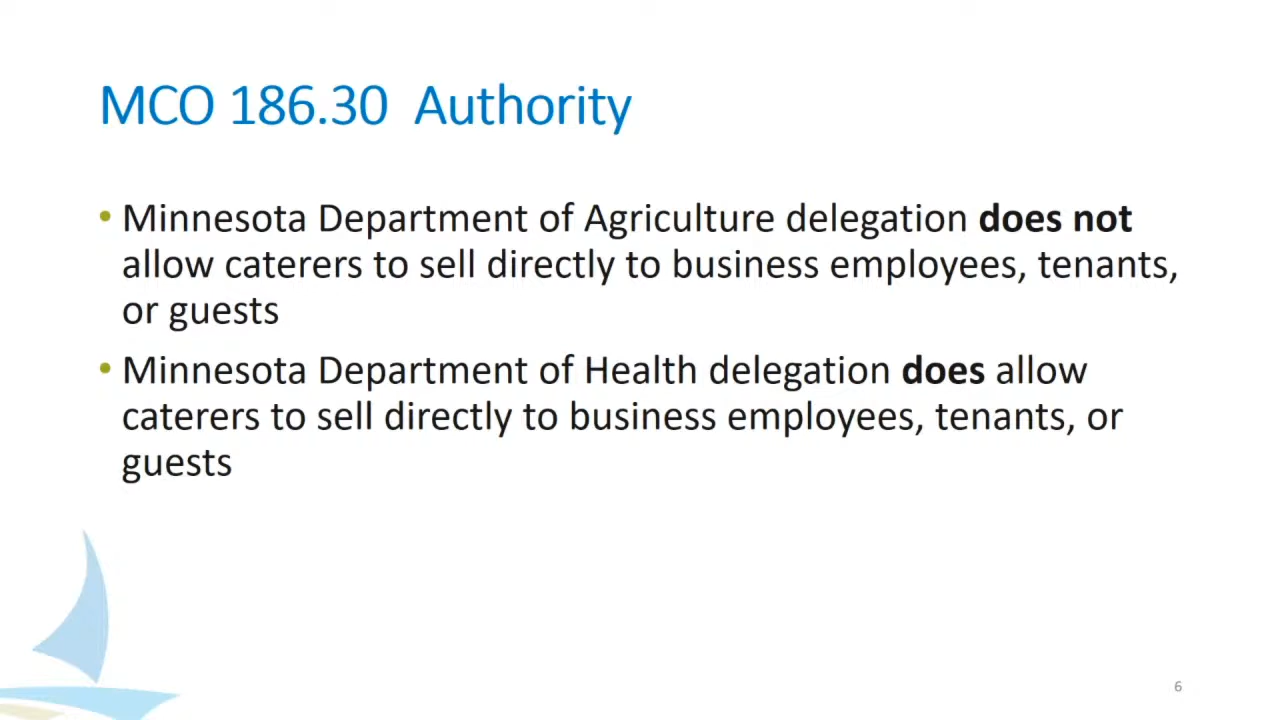 MCO 186.30  Authority
• Minnesota Department of Agriculture delegation does not
allow caterers to sell directly to business employees, tenants,
or guests
• Minnesota Department of Health delegation does allow
caterers to sell directly to business employees, tenants, or
guests
6